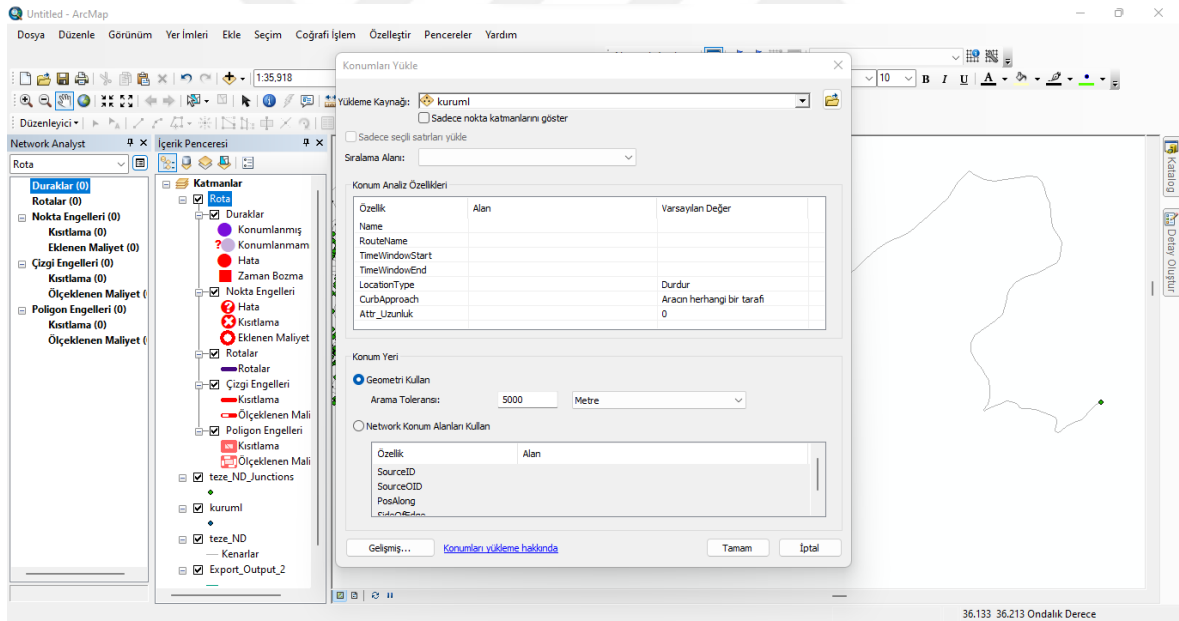 Untitled - ArcMap
Dosya Düzenle Görünüm Yer İmleri Ekle Seçim Coğrafi İşlem Özelleştir Pencereler Yardım
1:35,918
10 B I U A
Düzenleyici
Network Analyst
Rota
Duraklar (0)
Rotalar (0)
Nokta Engelleri (0)
Kısıtlama (0)
Eklenen Maliyet (0)
Çizgi Engelleri (0)
Kısıtlama (0)
Ölçeklenen Maliyet (
Poligon Engelleri (0)
Kısıtlama (0)
Ölçeklenen Maliyet (
İçerik Penceresi
Katmanlar
Rota
Duraklar
Konumlanmış
Konumlanmam
Hata
Zaman Bozma
Nokta Engelleri
Hata
Kısıtlama
Eklenen Maliyet
Rotalar
Rotalar
Çizgi Engelleri
Kısıtlama
Ölçeklenen Mali
Poligon Engelleri
Kısıtlama
Ölçeklenen Mali
teze_ND_Junctions
kuruml
teze_ND
Kenarlar
Export_Output_2
Konumları Yükle
Yükleme Kaynağı: kuruml
Sadece nokta katmanlarını göster
Sadece seçili satırları yükle
Sıralama Alanı:
Konum Analiz Özellikleri
Özellik Alan Varsayılan Değer
Name
RouteName
TimeWindowStart
TimeWindowEnd
LocationType Durdur
CurbApproach Aracın herhangi bir tarafı
Attr_Uzunluk 0
Konum Yeri
Geometri Kullan
Arama Toleransı: 5000 Metre
Network Konum Alanları Kullan
Özellik Alan
SourceID
SourceOID
PosAlong
SideOfEdge
Gelişmiş... Konumları yükleme hakkında Tamam İptal
Katalog
Detay Oluştur
36.133 36.213 Ondalık Derece